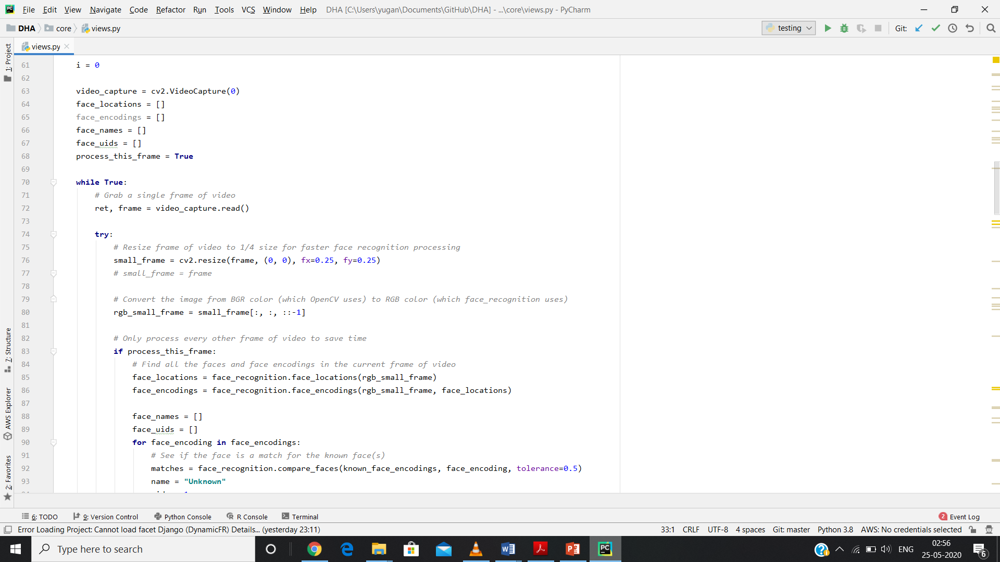 File Edit View Navigate Code Refactor Run Tools VCS Window Help DHA [C:\Users\yugan\Documents\GitHub\DHA] - ...\core\views.py - PyCharm
DHA core views.py testing Git:
views.py
1: Project
7: Structure
AWS Explorer
2: Favorites
61 i = 0
62
63 video_capture = cv2.VideoCapture(0)
64 face_locations = []
65 face_encodings = []
66 face_names = []
67 face_uids = []
68 process_this_frame = True
69
70 while True:
71 # Grab a single frame of video
72 ret, frame = video_capture.read()
73
74 try:
75 # Resize frame of video to 1/4 size for faster face recognition processing
76 small_frame = cv2.resize(frame, (0, 0), fx=0.25, fy=0.25)
77 # small_frame = frame
78
79 # Convert the image from BGR color (which OpenCV uses) to RGB color (which face_recognition uses)
80 rgb_small_frame = small_frame[:, :, ::-1]
81
82 # Only process every other frame of video to save time
83 if process_this_frame:
84 # Find all the faces and face encodings in the current frame of video
85 face_locations = face_recognition.face_locations(rgb_small_frame)
86 face_encodings = face_recognition.face_encodings(rgb_small_frame, face_locations)
87
88 face_names = []
89 face_uids = []
90 for face_encoding in face_encodings:
91 # See if the face is a match for the known face(s)
92 matches = face_recognition.compare_faces(known_face_encodings, face_encoding, tolerance=0.5)
93 name = "Unknown"
6: TODO 9: Version Control Python Console R Console Terminal 2 Event Log
Error Loading Project: Cannot load facet Django (DynamicFR) Details... (yesterday 23:11) 33:1 CRLF UTF-8 4 spaces Git: master Python 3.8 AWS: No credentials selected
Type here to search ENG 02:56
25-05-2020 6